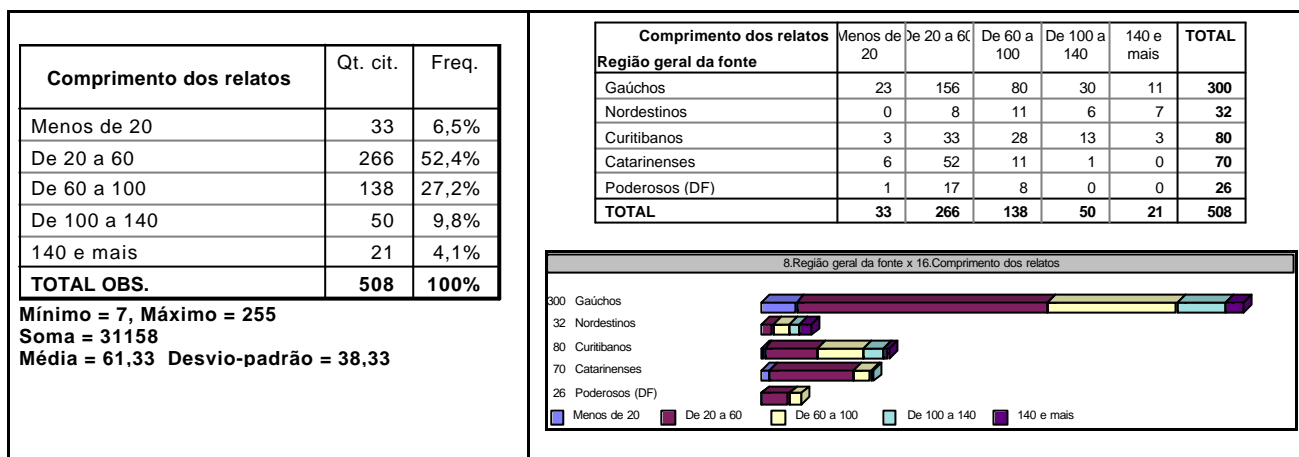 Comprimento dos relatos Qt. cit. Freq.
Menos de 20 33 6,5%
De 20 a 60 266 52,4%
De 60 a 100 138 27,2%
De 100 a 140 50 9,8%
140 e mais 21 4,1%
TOTAL OBS. 508 100%
Mínimo = 7, Máximo = 255
Soma = 31158
Média = 61,33 Desvio-padrão = 38,33
Comprimento dos relatos Menos de 20 De 20 a 60 De 60 a 100 De 100 a 140 140 e mais TOTAL
Região geral da fonte
Gaúchos 23 156 80 30 11 300
Nordestinos 0 8 11 6 7 32
Curitibanos 3 33 28 13 3 80
Catarinenses 6 52 11 1 0 70
Poderosos (DF) 1 17 8 0 0 26
TOTAL 33 266 138 50 21 508
8.Região geral da fonte x 16.Comprimento dos relatos
300 Gaúchos
32 Nordestinos
80 Curitibanos
70 Catarinenses
26 Poderosos (DF)
Menos de 20 De 20 a 60 De 60 a 100 De 100 a 140 140 e mais